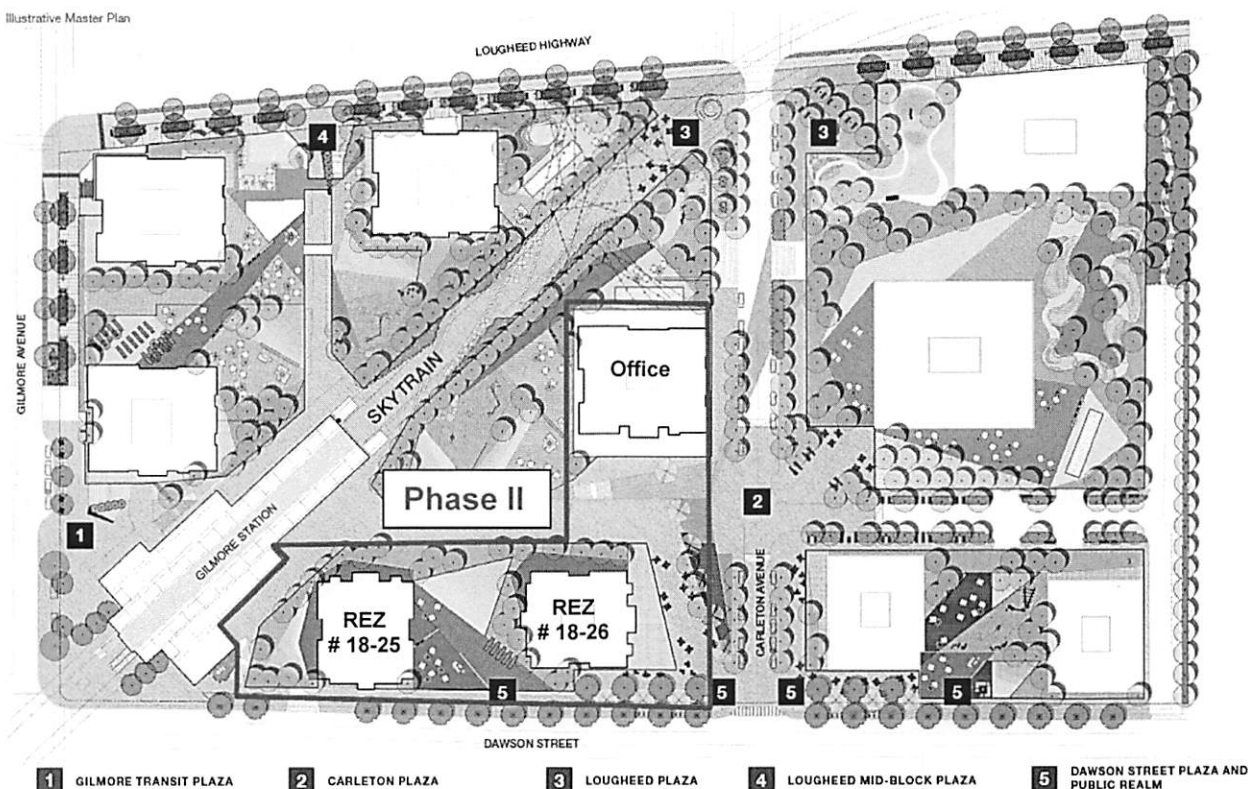 Illustrative Master Plan
LOUGHEED HIGHWAY
4
3
3
GILMORE AVENUE
SKYTRAIN
Office
Phase II
2
1
GILMORE STATION
CARLETON AVENUE
REZ
# 18-25
REZ
# 18-26
5
5
5
5
DAWSON STREET
1 GILMORE TRANSIT PLAZA
2 CARLETON PLAZA
3 LOUGHEED PLAZA
4 LOUGHEED MID-BLOCK PLAZA
5 DAWSON STREET PLAZA AND
PUBLIC REALM